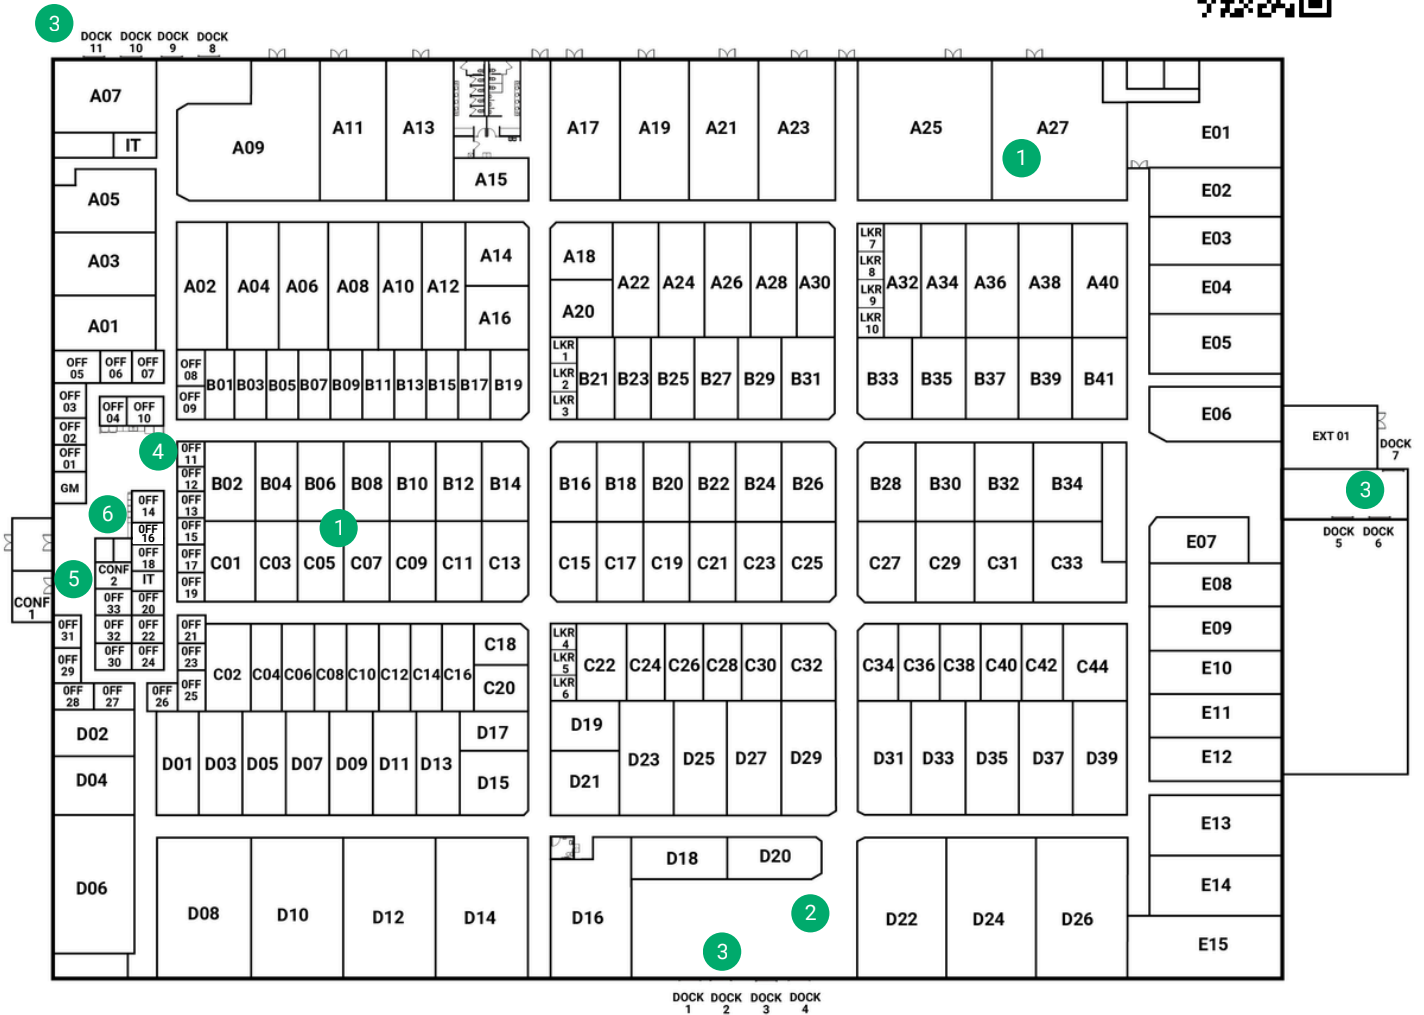 3
DOCK 11
DOCK 10
DOCK 9
DOCK 8
A07
IT
A09
A11
A13
A15
A17
A19
A21
A23
A25
A27
1
E01
A05
A03
A01
E02
E03
E04
E05
E06
A02
A04
A06
A08
A10
A12
A14
A16
A18
A20
A22
A24
A26
A28
A30
LKR 7
LKR 8
LKR 9
LKR 10
A32
A34
A36
A38
A40
OFF 05
OFF 06
OFF 07
OFF 08
OFF 09
B01
B03
B05
B07
B09
B11
B13
B15
B17
B19
LKR 1
LKR 2
LKR 3
B21
B23
B25
B27
B29
B31
B33
B35
B37
B39
B41
OFF 03
OFF 04
OFF 10
OFF 02
OFF 01
GM
4
EXT 01
DOCK 7
3
DOCK 5
DOCK 6
OFF 11
OFF 12
OFF 13
B02
B04
B06
B08
B10
B12
B14
B16
B18
B20
B22
B24
B26
B28
B30
B32
B34
6
OFF 14
OFF 16
OFF 18
IT
OFF 20
OFF 22
OFF 24
OFF 15
OFF 17
OFF 19
1
C01
C03
C05
C07
C09
C11
C13
C15
C17
C19
C21
C23
C25
C27
C29
C31
C33
E07
E08
E09
E10
E11
E12
5
CONF 1
CONF 2
OFF 33
OFF 32
OFF 30
OFF 31
OFF 29
OFF 28
OFF 27
OFF 26
OFF 21
OFF 23
OFF 25
C02
C04
C06
C08
C10
C12
C14
C16
C18
C20
LKR 4
LKR 5
LKR 6
C22
C24
C26
C28
C30
C32
C34
C36
C38
C40
C42
C44
D02
D04
D06
D01
D03
D05
D07
D09
D11
D13
D17
D15
D19
D21
D23
D25
D27
D29
D31
D33
D35
D37
D39
E13
E14
E15
D08
D10
D12
D14
D16
D18
D20
2
3
D22
D24
D26
DOCK 1
DOCK 2
DOCK 3
DOCK 4